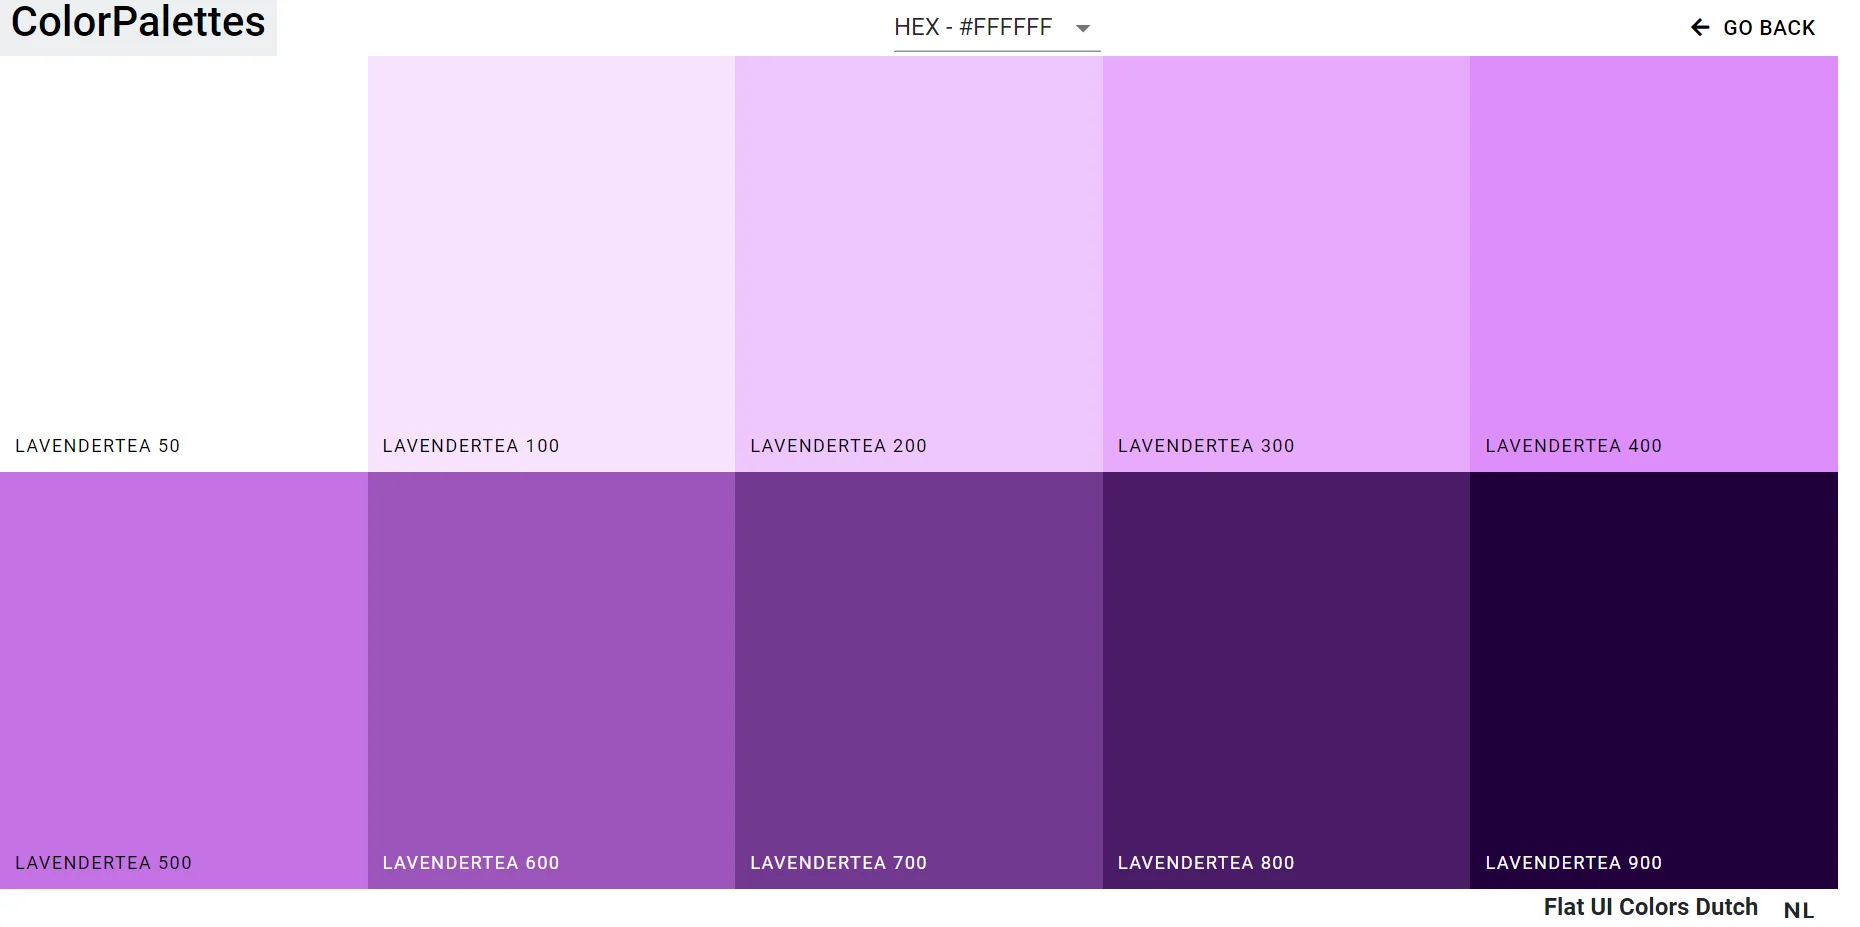 ColorPalettes
HEX - #FFFFFF
GO BACK
LAVENDERTEA 50
LAVENDERTEA 100
LAVENDERTEA 200
LAVENDERTEA 300
LAVENDERTEA 400
LAVENDERTEA 500
LAVENDERTEA 600
LAVENDERTEA 700
LAVENDERTEA 800
LAVENDERTEA 900
Flat UI Colors Dutch NL